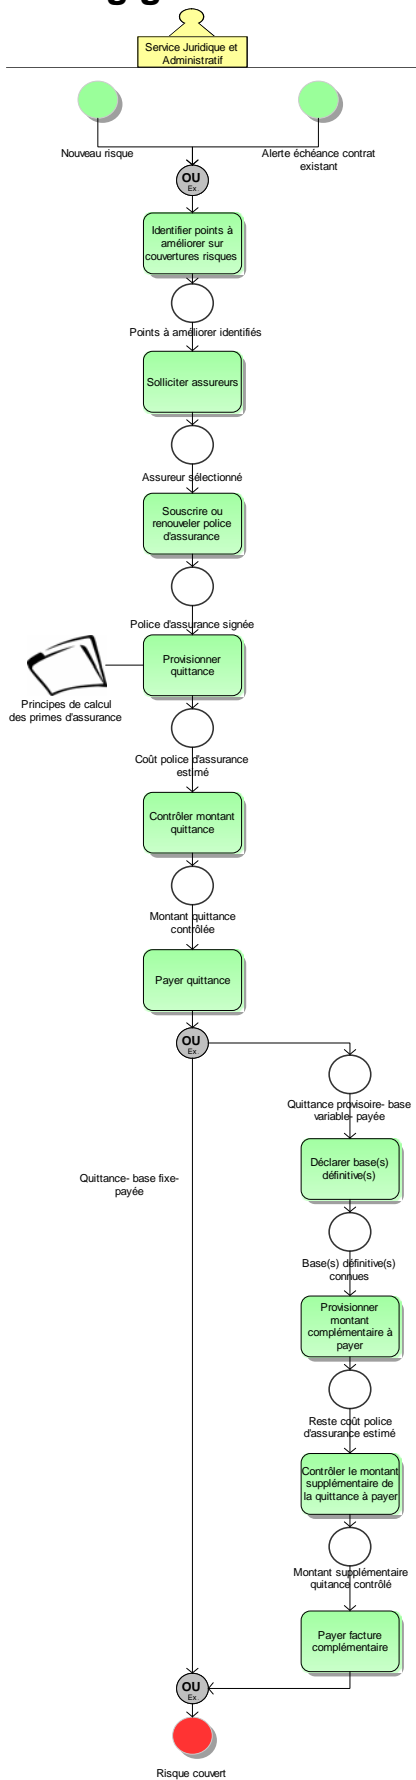 Service Juridique et
Administratif
Nouveau risque
Alerte échéance contrat
existant
OU
Ex.
Identifier points à
améliorer sur
couvertures risques
Points à améliorer identifiés
Solliciter assureurs
Assureur sélectionné
Souscrire ou
renouveler police
d'assurance
Police d'assurance signée
Provisionner
quittance
Principes de calcul
des primes d'assurance
Coût police d'assurance
estimé
Contrôler montant
quittance
Montant quittance
contrôlée
Payer quittance
OU
Ex.
Quittance provisoire- base
variable- payée
Déclarer base(s)
définitive(s)
Quittance- base fixe-
payée
Base(s) définitive(s)
connues
Provisionner
montant
complémentaire à
payer
Reste coût police
d'assurance estimé
Contrôler le montant
supplémentaire de
la quittance à payer
Montant supplémentaire
quitance contrôlé
Payer facture
complémentaire
OU
Ex.
Risque couvert